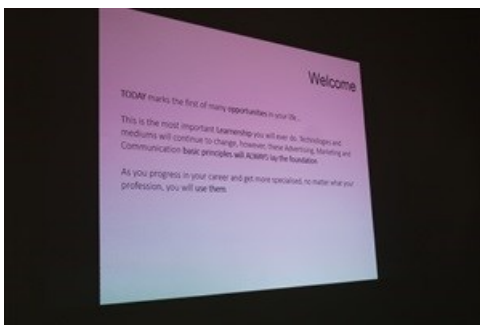 Welcome
TODAY marks the first of many opportunities in your life...
This is the most important Learnership you will ever do. Technologies and
mediums will continue to change, however, these Advertising, Marketing and
Communication basic principles will ALWAYS lay the foundation
As you progress in your career and get more specialised, no matter what your
profession, you will use them